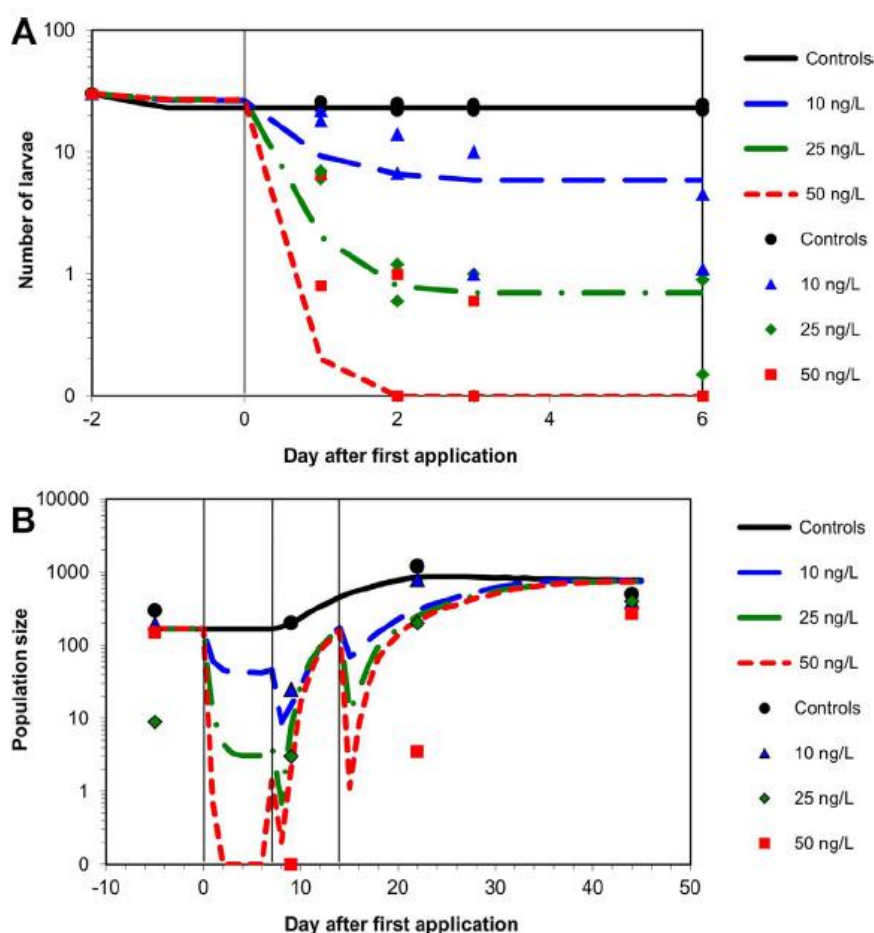 A
100
10
1
0
Number of larvae
-2
0
2
4
6
Day after first application
Controls
10 ng/L
25 ng/L
50 ng/L
Controls
10 ng/L
25 ng/L
50 ng/L
B
10000
1000
100
10
1
0
Population size
-10
0
10
20
30
40
50
Day after first application
Controls
10 ng/L
25 ng/L
50 ng/L
Controls
10 ng/L
25 ng/L
50 ng/L